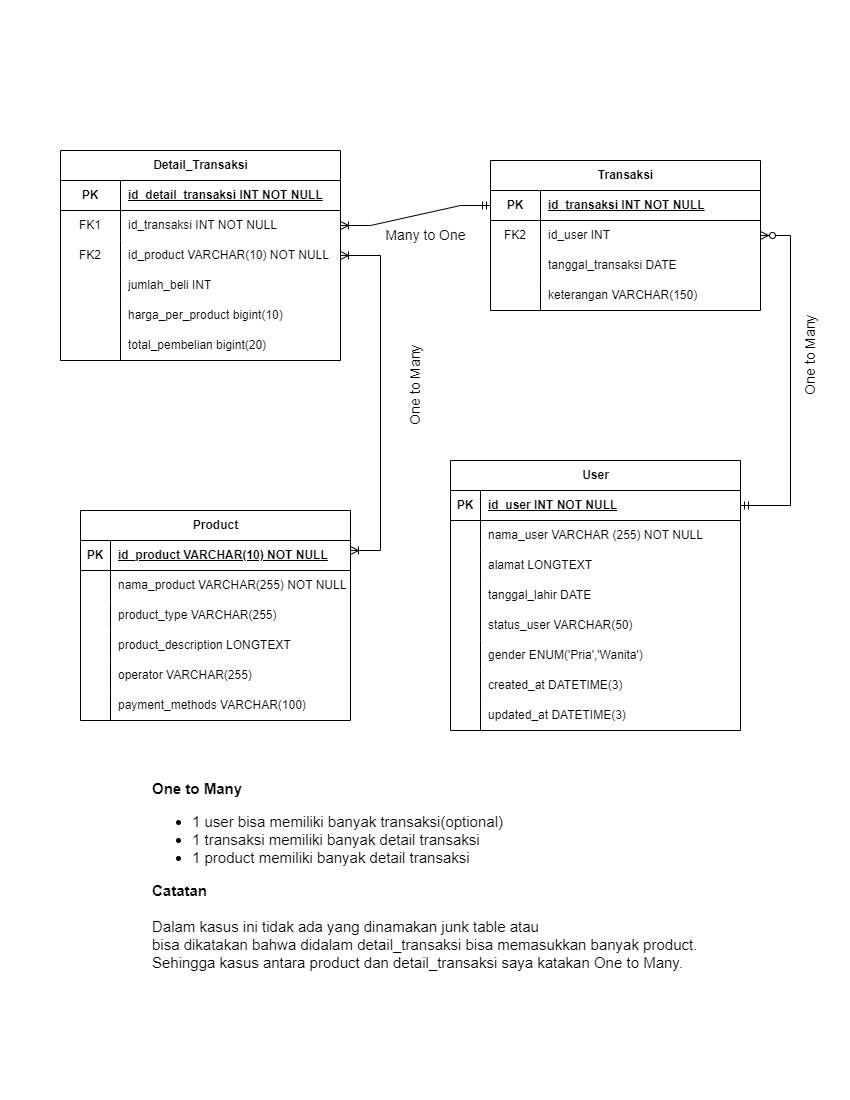 Detail_Transaksi
PK id_detail_transaksi INT NOT NULL
FK1 id_transaksi INT NOT NULL
FK2 id_product VARCHAR(10) NOT NULL
jumlah_beli INT
harga_per_product bigint(10)
total_pembelian bigint(20)
Many to One
Transaksi
PK id_transaksi INT NOT NULL
FK2 id_user INT
tanggal_transaksi DATE
keterangan VARCHAR(150)
One to Many
One to Many
Product
PK id_product VARCHAR(10) NOT NULL
nama_product VARCHAR(255) NOT NULL
product_type VARCHAR(255)
product_description LONGTEXT
operator VARCHAR(255)
payment_methods VARCHAR(100)
User
PK id_user INT NOT NULL
nama_user VARCHAR (255) NOT NULL
alamat LONGTEXT
tanggal_lahir DATE
status_user VARCHAR(50)
gender ENUM('Pria','Wanita')
created_at DATETIME(3)
updated_at DATETIME(3)
One to Many
• 1 user bisa memiliki banyak transaksi(optional)
• 1 transaksi memiliki banyak detail transaksi
• 1 product memiliki banyak detail transaksi
Catatan
Dalam kasus ini tidak ada yang dinamakan junk table atau
bisa dikatakan bahwa didalam detail_transaksi bisa memasukkan banyak product.
Sehingga kasus antara product dan detail_transaksi saya katakan One to Many.